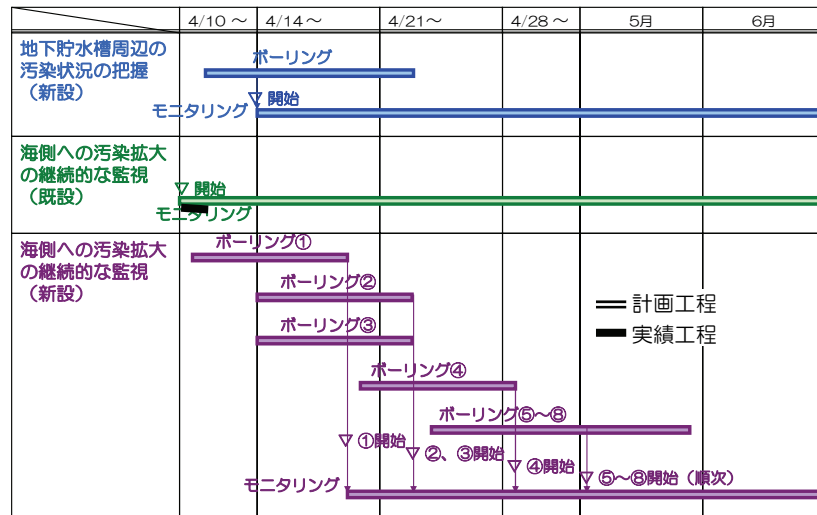 4/10 ～ 4/14～ 4/21～ 4/28～ 5月 6月
地下貯水槽周辺の
汚染状況の把握
（新設）
ボーリング
▽ 開始
モニタリング
海側への汚染拡大
の継続的な監視
（既設）
▽ 開始
モニタリング
海側への汚染拡大
の継続的な監視
（新設）
ボーリング①
ボーリング②
ボーリング③
ボーリング④
ボーリング⑤～⑧
▽ ①開始
▽ ②、③開始
▽ ④開始
▽ ⑤～⑧開始（順次）
モニタリング
計画工程
実績工程